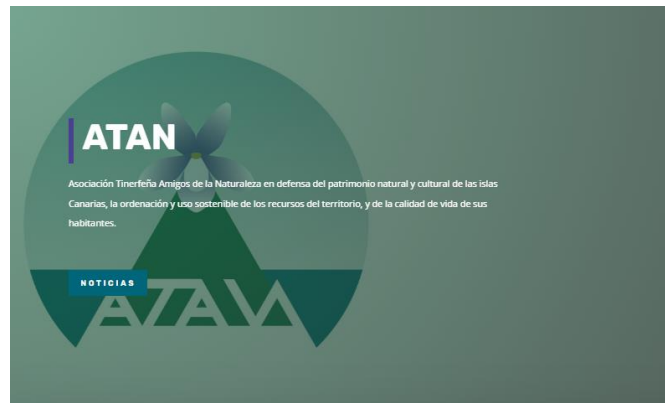 ATAN
Asociación Tinerfeña Amigos de la Naturaleza en defensa del patrimonio natural y cultural de las islas
Canarias, la ordenación y uso sostenible de los recursos del territorio, y de la calidad de vida de sus
habitantes.
NOTICIAS
ATAN